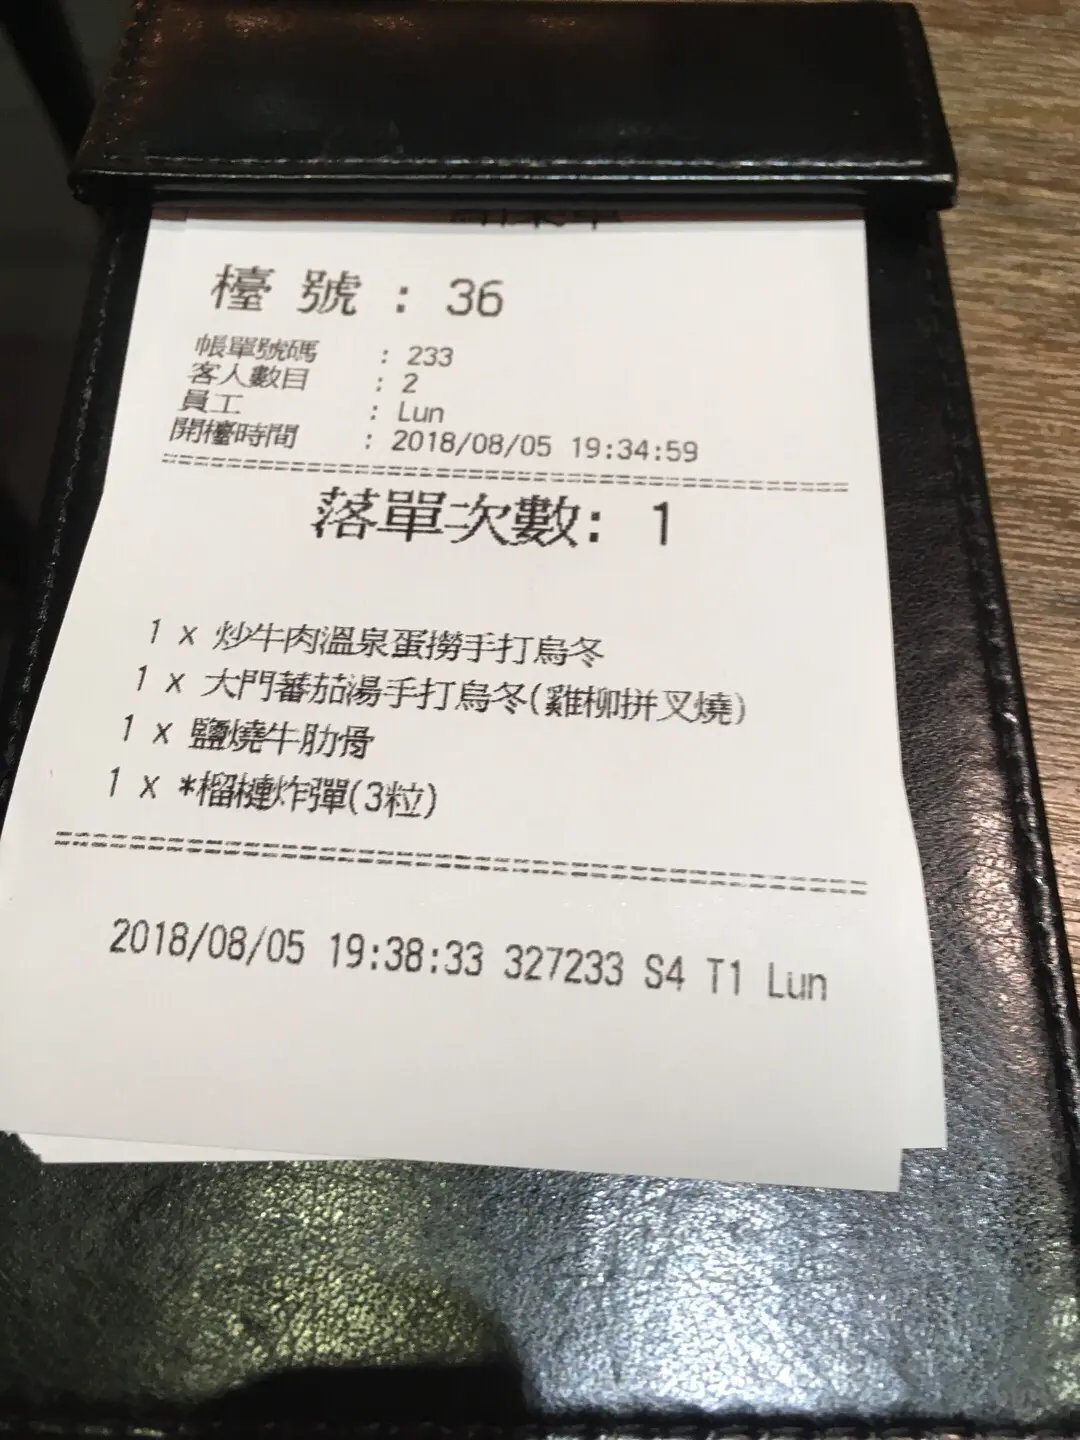 檯 號 : 36
帳單號碼 : 233
客人數目 : 2
員工 : Lun
開檯時間 : 2018/08/05 19:34:59
落單次數: 1
1 x 炒牛肉溫泉蛋撈手打烏冬
1 x 大門蕃茄湯手打烏冬(雞柳拼叉燒)
1 x 鹽燒牛肋骨
1 x *榴槤炸彈(3粒)
2018/08/05 19:38:33 327233 S4 T1 Lun